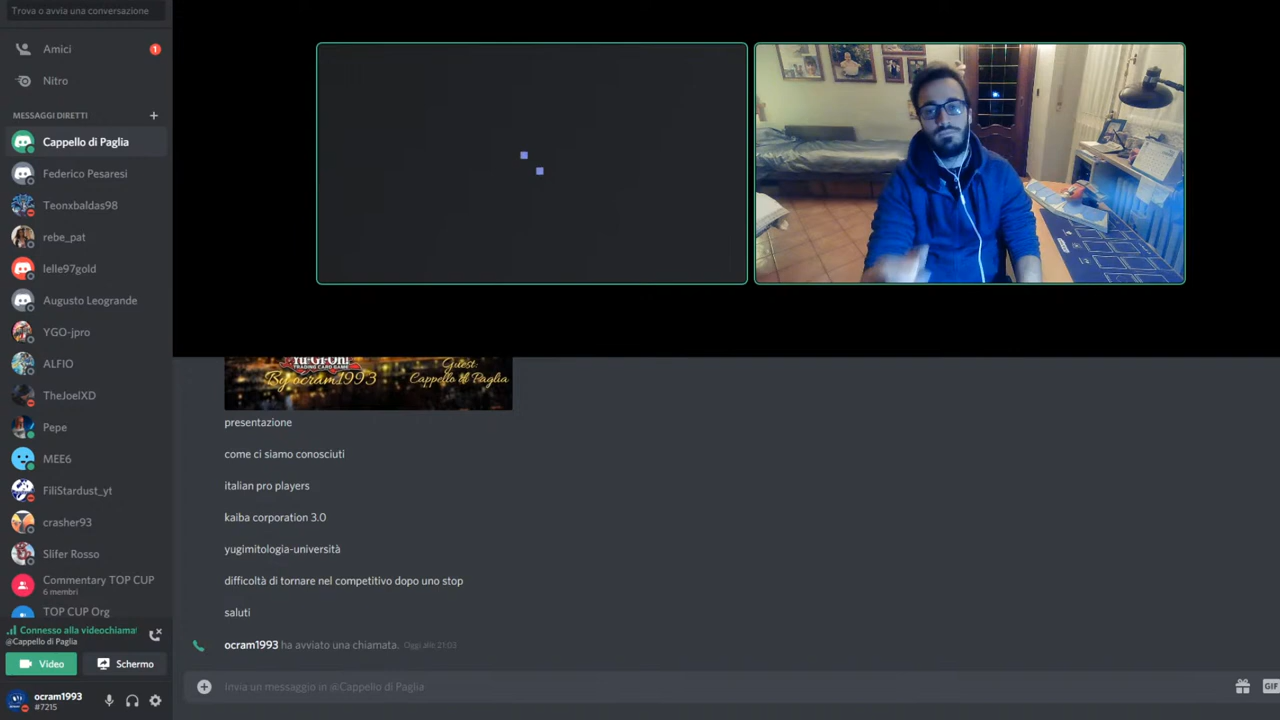 Trova o avvia una conversazione
Amici
1
Nitro
MESSAGGI DIRETTI
Cappello di Paglia
Federico Pesaresi
Teonxbaldas98
rebe_pat
lelle97gold
Augusto Leogrande
YGO-jpro
ALFIO
TheJoelXD
Pepe
MEE6
FiliStardust_yt
crasher93
Slifer Rosso
Commentary TOP CUP
6 membri
TOP CUP Org
Connesso alla videochiamat
@Cappello di Paglia
Video
Schermo
ocram1993
#7215
Yu-Gi-Oh!
TRADING CARD GAME
By ocram1993
Guest:
Cappello di Paglia
presentazione
come ci siamo conosciuti
italian pro players
kaiba corporation 3.0
yugimitologia-università
difficoltà di tornare nel competitivo dopo uno stop
saluti
ocram1993 ha avviato una chiamata. Oggi alle 21:03
Invia un messaggio in @Cappello di Paglia
GIF